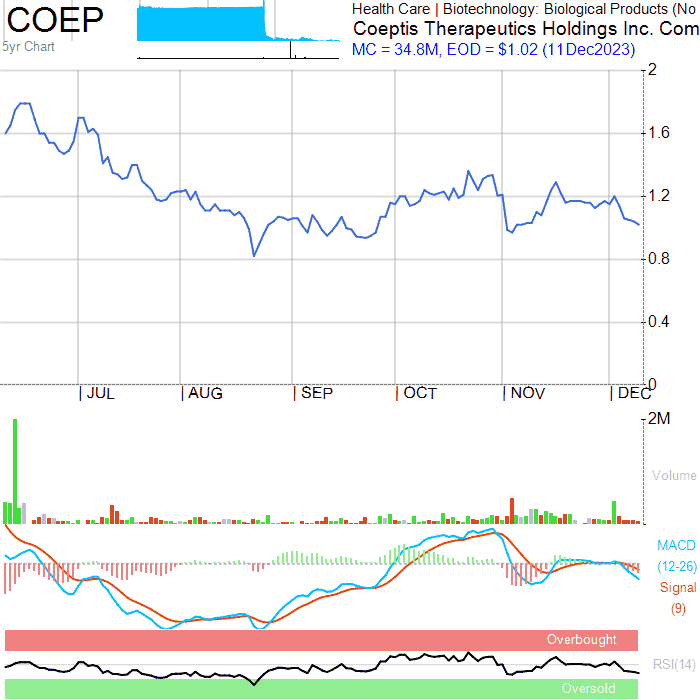 COEP
5yr Chart
Health Care | Biotechnology: Biological Products (No
Coeptis Therapeutics Holdings Inc. Com
MC = 34.8M, EOD = $1.02 (11Dec2023)
2
1.6
1.2
0.8
0.4
0
| JUL | AUG | SEP | OCT | NOV | DEC
2M
Volume
MACD
(12-26)
Signal
(9)
Overbought
RSI(14)
Oversold